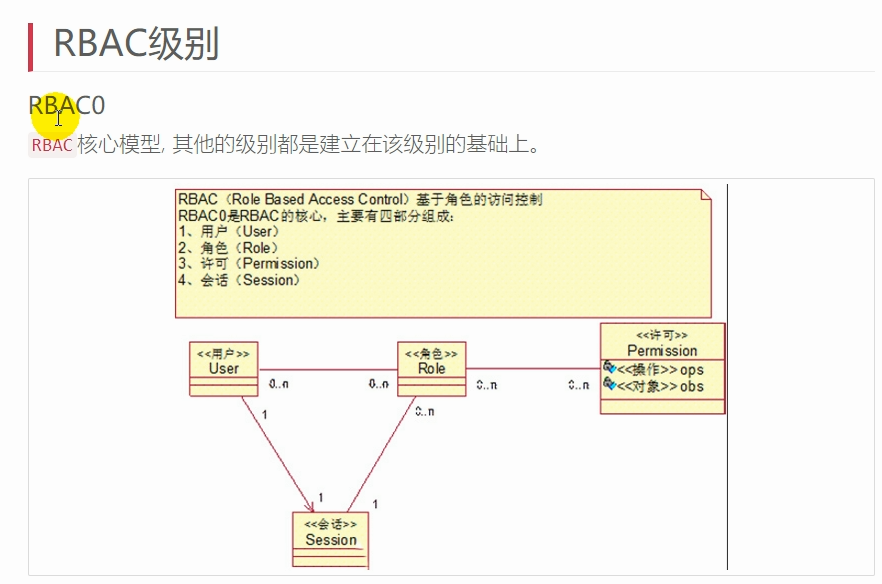 RBAC级别
RBAC0
RBAC核心模型, 其他的级别都是建立在该级别的基础上。
RBAC（Role Based Access Control）基于角色的访问控制
RBAC0是RBAC的核心，主要有四部分组成：
1、用户（User）
2、角色（Role）
3、许可（Permission）
4、会话（Session）
<<用户>>
User
0..n
0..n
<<角色>>
Role
0..n
0..n
<<许可>>
Permission
<<操作>> ops
<<对象>> obs
1
0..n
1
1
<<会话>>
Session